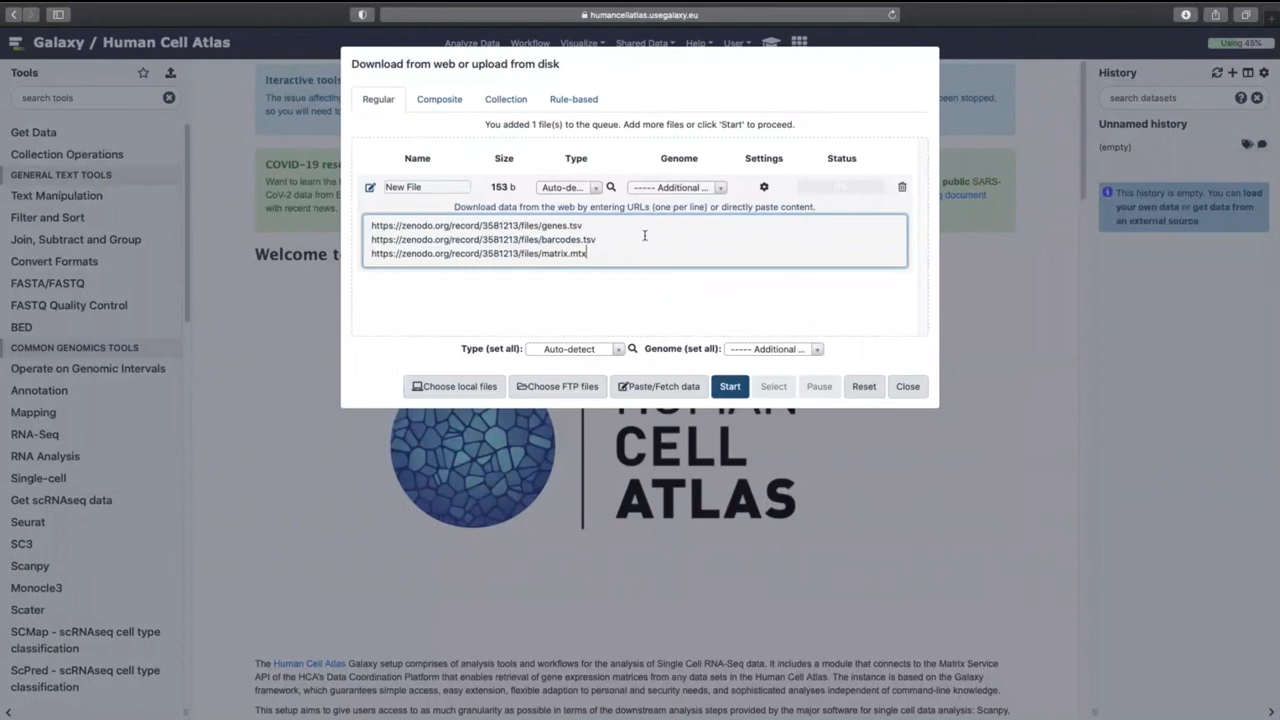 humancellatlas.usegalaxy.eu
Galaxy / Human Cell Atlas
Analyze Data
Workflow
Visualize
Shared Data
Help
User
Using 45%
Tools
search tools
Get Data
Collection Operations
GENERAL TEXT TOOLS
Text Manipulation
Filter and Sort
Join, Subtract and Group
Convert Formats
FASTA/FASTQ
FASTQ Quality Control
BED
COMMON GENOMICS TOOLS
Operate on Genomic Intervals
Annotation
Mapping
RNA-Seq
RNA Analysis
Single-cell
Get scRNAseq data
Seurat
SC3
Scanpy
Monocle3
Scater
SCMap - scRNAseq cell type
classification
ScPred - scRNAseq cell type
classification
Iteractive tools
The issue affecting
so you will need to
been stopped,
COVID-19 rese
Want to learn the
CoV-2 data from
with recent news.
public SARS-
ng document
Welcome to
Download from web or upload from disk
Regular
Composite
Collection
Rule-based
You added 1 file(s) to the queue. Add more files or click 'Start' to proceed.
Name
Size
Type
Genome
Settings
Status
New File
153 b
Auto-de...
----- Additional ...
Download data from the web by entering URLs (one per line) or directly paste content.
https://zenodo.org/record/3581213/files/genes.tsv
https://zenodo.org/record/3581213/files/barcodes.tsv
https://zenodo.org/record/3581213/files/matrix.mtx
Type (set all):
Auto-detect
Genome (set all):
----- Additional ...
Choose local files
Choose FTP files
Paste/Fetch data
Start
Select
Pause
Reset
Close
HUMAN
CELL
ATLAS
The Human Cell Atlas Galaxy setup comprises of analysis tools and workflows for the analysis of Single Cell RNA-Seq data. It includes a module that connects to the Matrix Service
API of the HCA's Data Coordination Platform that enables retrieval of gene expression matrices from any data sets in the Human Cell Atlas. The instance is based on the Galaxy
framework, which guarantees simple access, easy extension, flexible adaption to personal and security needs, and sophisticated analyses independent of command-line knowledge.
This setup aims to give users access to as much granularity as possible in terms of the downstream analysis steps provided by the major software for single cell data analysis: Scanpy,
History
search datasets
Unnamed history
(empty)
This history is empty. You can load
your own data or get data from
an external source